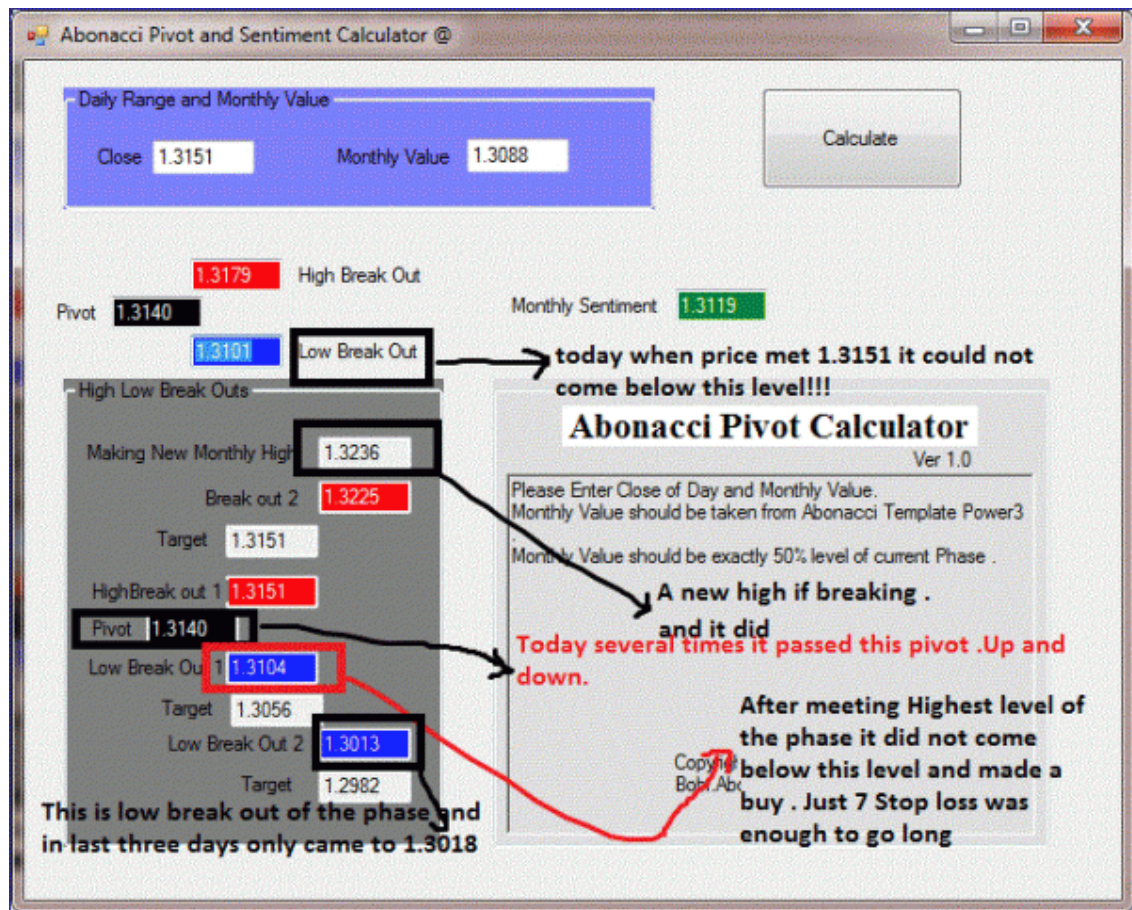 Abonacci Pivot and Sentiment Calculator @
Daily Range and Monthly Value
Close 1.3151 Monthly Value 1.3088
Calculate
1.3179 High Break Out
Pivot 1.3140
Monthly Sentiment 1.3119
1.3101 Low Break Out
today when price met 1.3151 it could not
come below this level!!!
High Low Break Outs
Making New Monthly High 1.3236
Break out 2 1.3225
Target 1.3151
HighBreak out 1 1.3151
Pivot 1.3140
Low Break Out 1 1.3104
Target 1.3056
Low Break Out 2 1.3013
Target 1.2982
This is low break out of the phase and
in last three days only came to 1.3018
Abonacci Pivot Calculator
Ver 1.0
Please Enter Close of Day and Monthly Value.
Monthly Value should be taken from Abonacci Template Power3
.
Monthly Value should be exactly 50% level of current Phase .
A new high if breaking .
and it did
Today several times it passed this pivot .Up and
down.
After meeting Highest level of
the phase it did not come
below this level and made a
buy . Just 7 Stop loss was
enough to go long